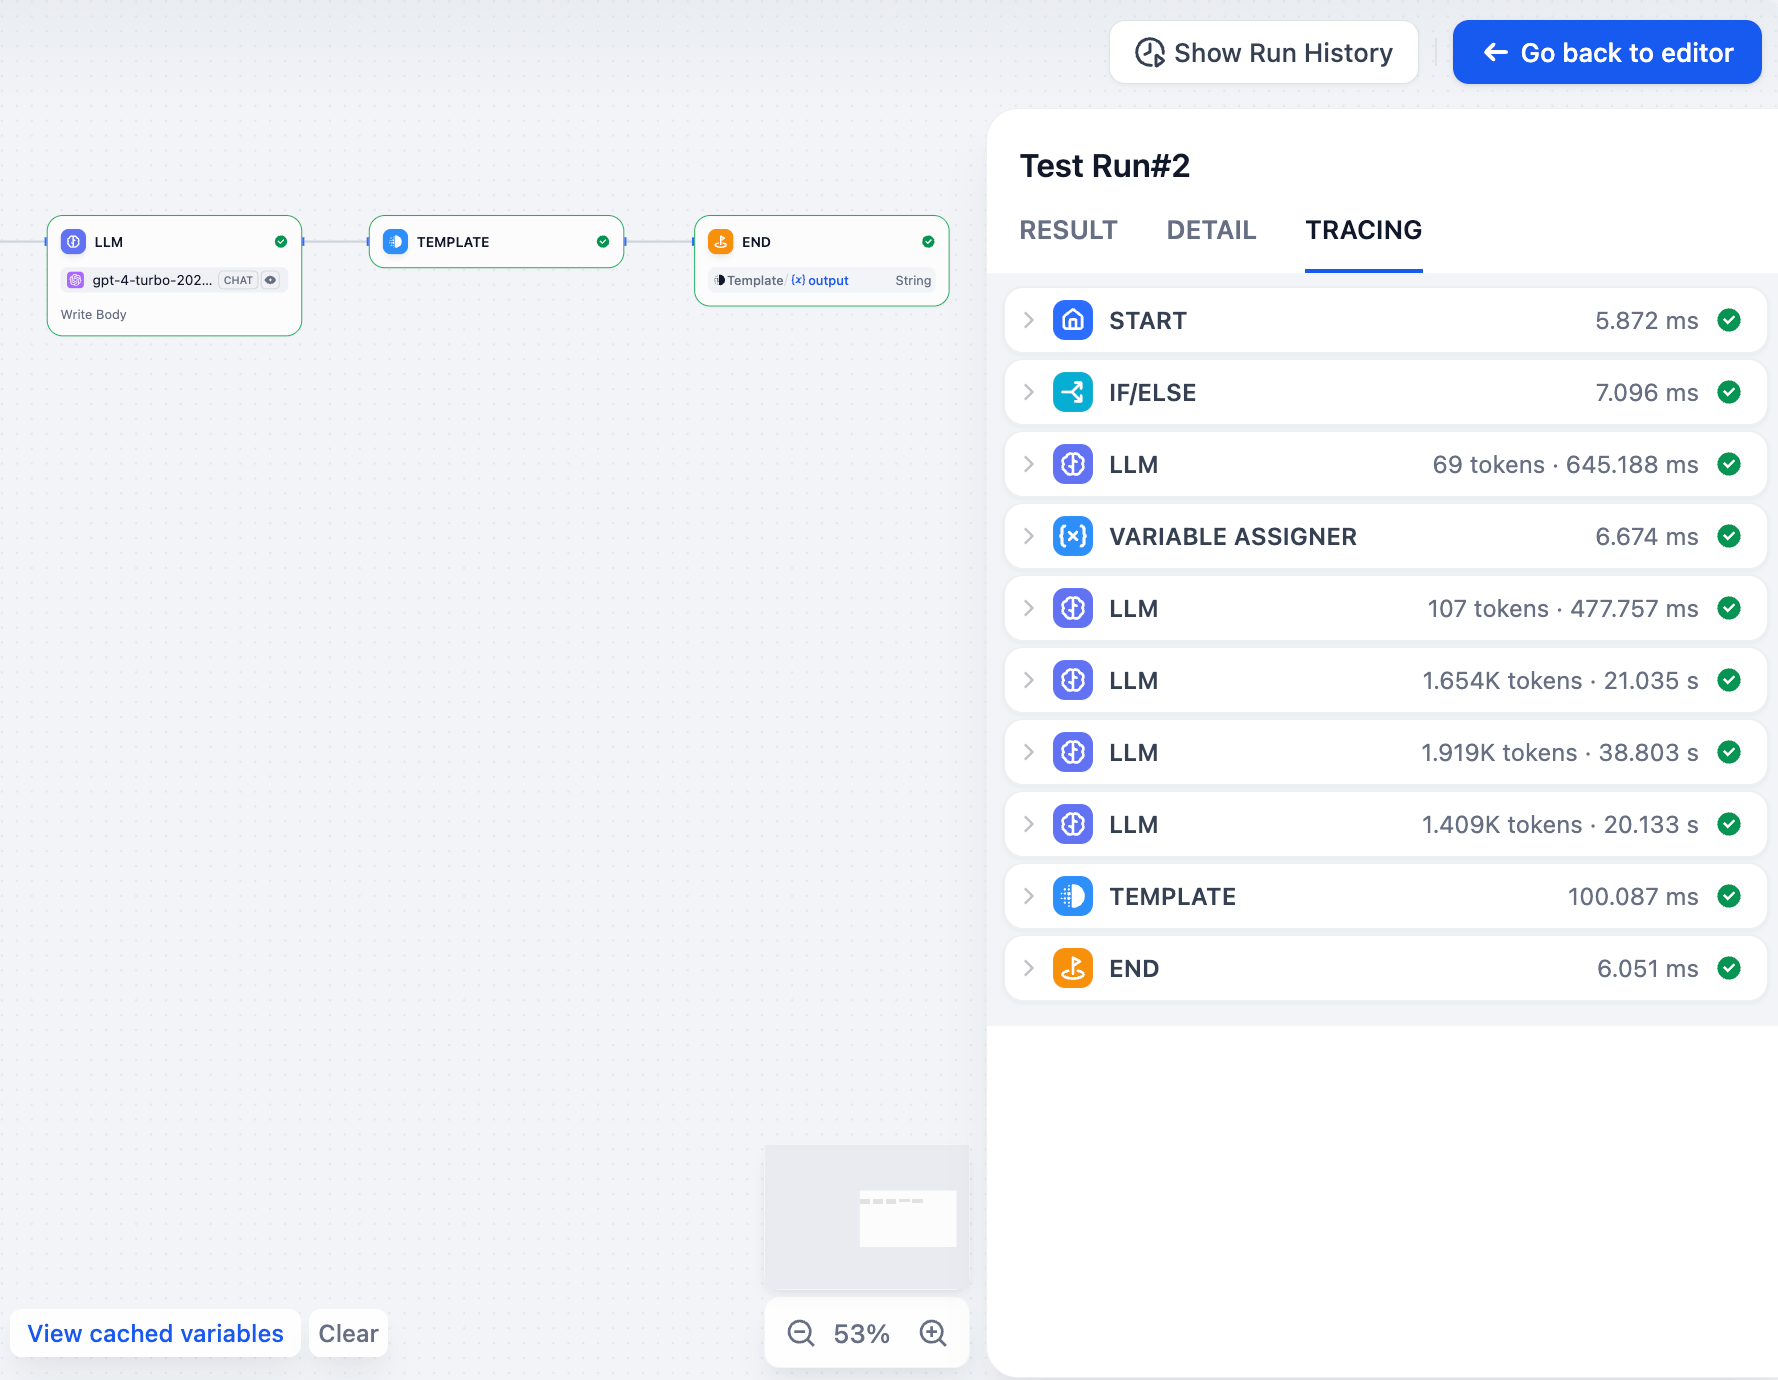 Show Run History
Go back to editor
Test Run#2
RESULT DETAIL TRACING
LLM
gpt-4-turbo-202... CHAT
Write Body
TEMPLATE
END
Template/{x} output String
START 5.872 ms
IF/ELSE 7.096 ms
LLM 69 tokens · 645.188 ms
VARIABLE ASSIGNER 6.674 ms
LLM 107 tokens · 477.757 ms
LLM 1.654K tokens · 21.035 s
LLM 1.919K tokens · 38.803 s
LLM 1.409K tokens · 20.133 s
TEMPLATE 100.087 ms
END 6.051 ms
View cached variables
Clear
53%